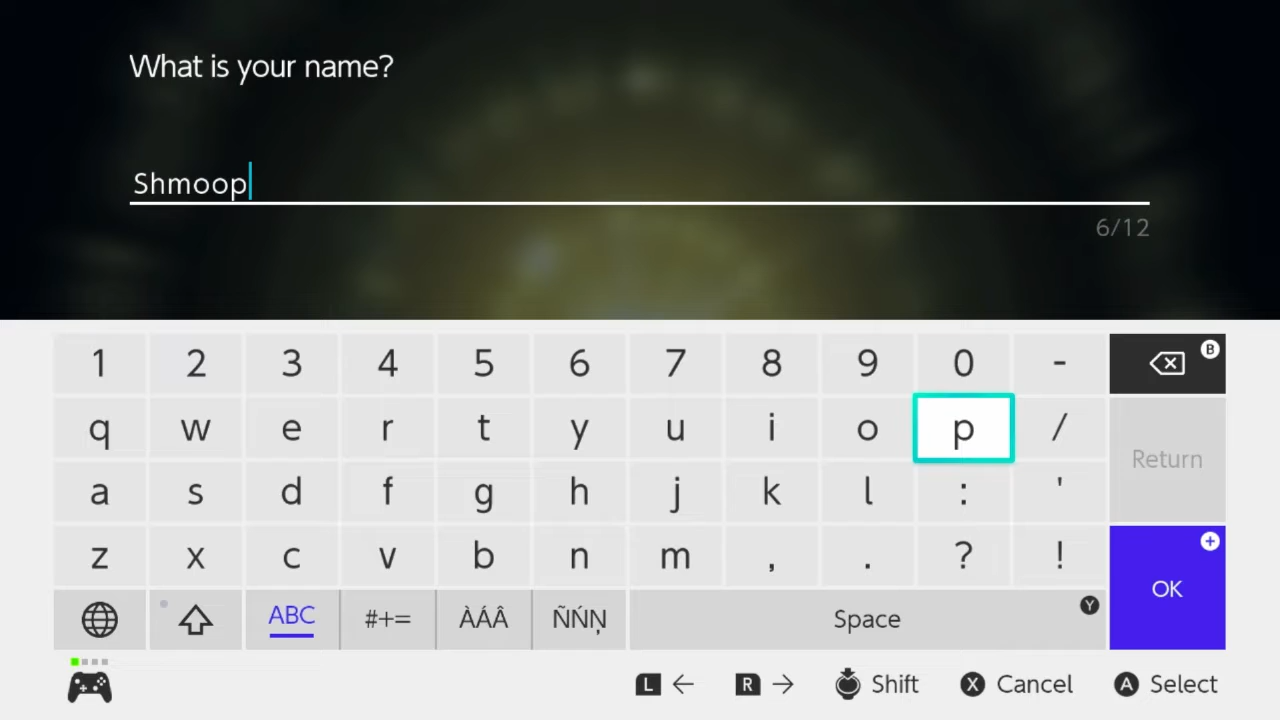 What is your name?
Shmoop
6/12
1 2 3 4 5 6 7 8 9 0 - B
q w e r t y u i o p /
Return
a s d f g h j k l : '
z x c v b n m , . ? ! +
OK
ABC #+= ÀÁÂ ÑŃŅ Space Y
L ← R → Shift X Cancel A Select